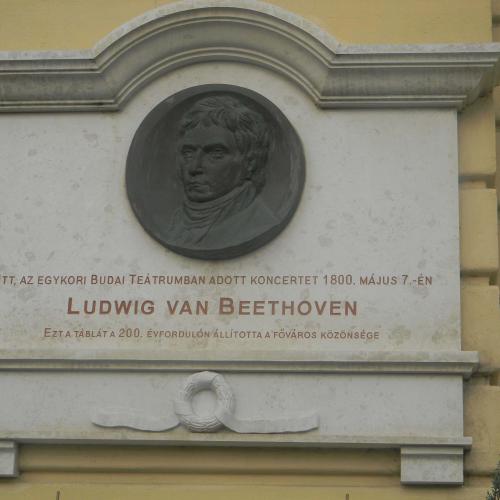 TT, AZ EGYKORI BUDAI TEÁTRUMBAN ADOTT KONCERTET 1800. MÁJUS 7.-ÉN
LUDWIG VAN BEETHOVEN
EZT A TÁBLÁT A 200. ÉVFORDULÓN ÁLLÍTOTTA A FŐVÁROS KÖZÖNSÉGE